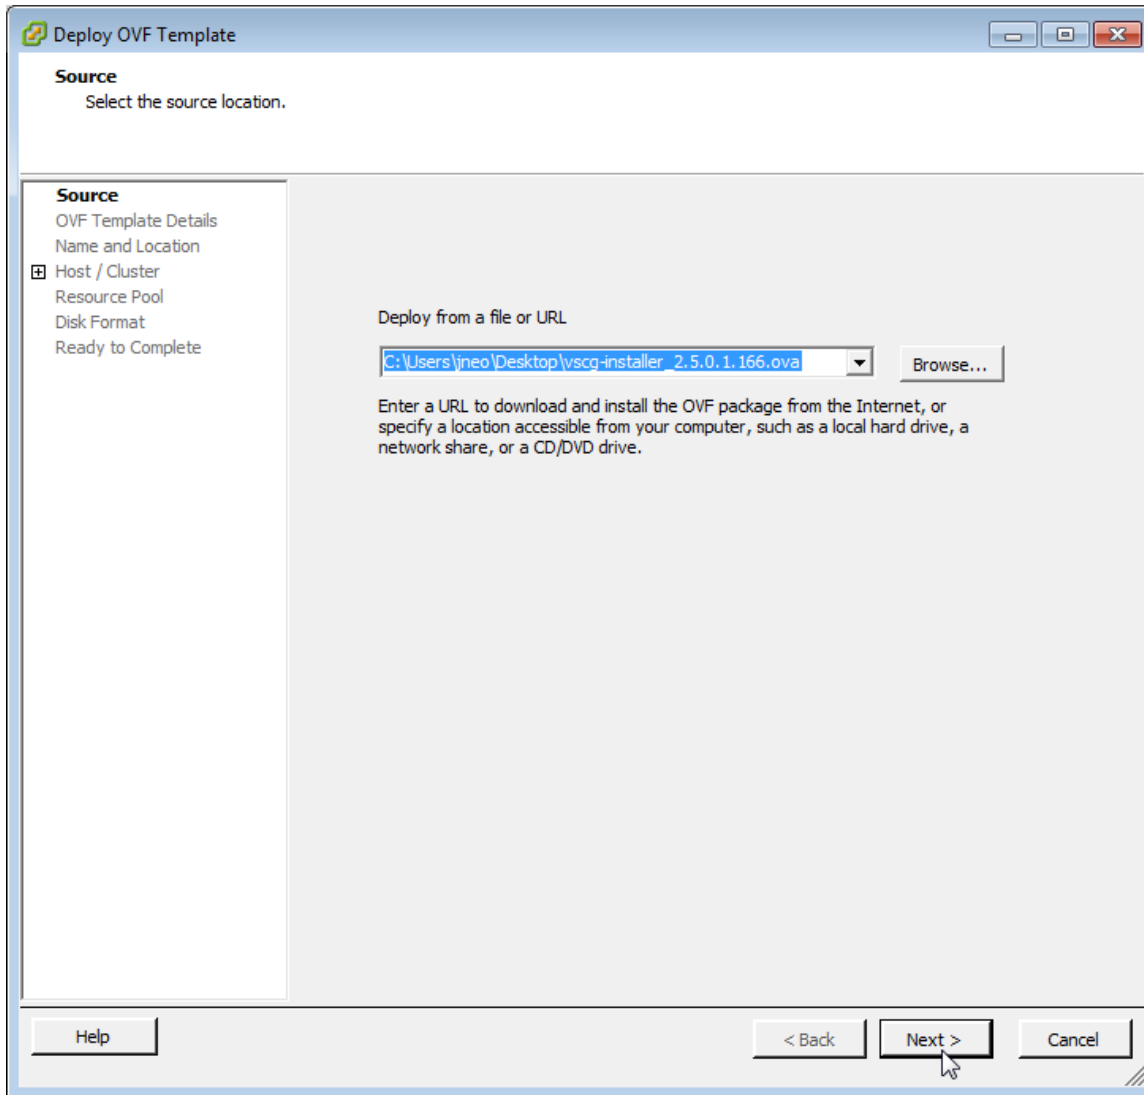 Deploy OVF Template
Source
Select the source location.
Source
OVF Template Details
Name and Location
Host / Cluster
Resource Pool
Disk Format
Ready to Complete
Deploy from a file or URL
C:\Users\jneo\Desktop\vscg-installer_2.5.0.1.166.ova
Browse...
Enter a URL to download and install the OVF package from the Internet, or
specify a location accessible from your computer, such as a local hard drive, a
network share, or a CD/DVD drive.
Help
< Back
Next >
Cancel